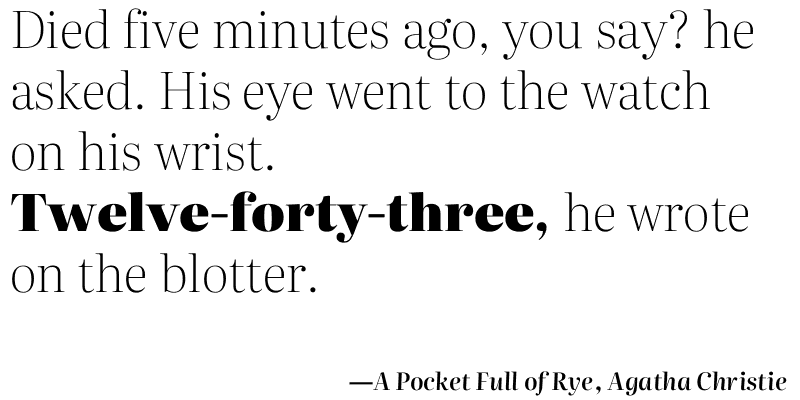 Died five minutes ago, you say? he
asked. His eye went to the watch
on his wrist.
Twelve-forty-three, he wrote
on the blotter.
—A Pocket Full of Rye, Agatha Christie